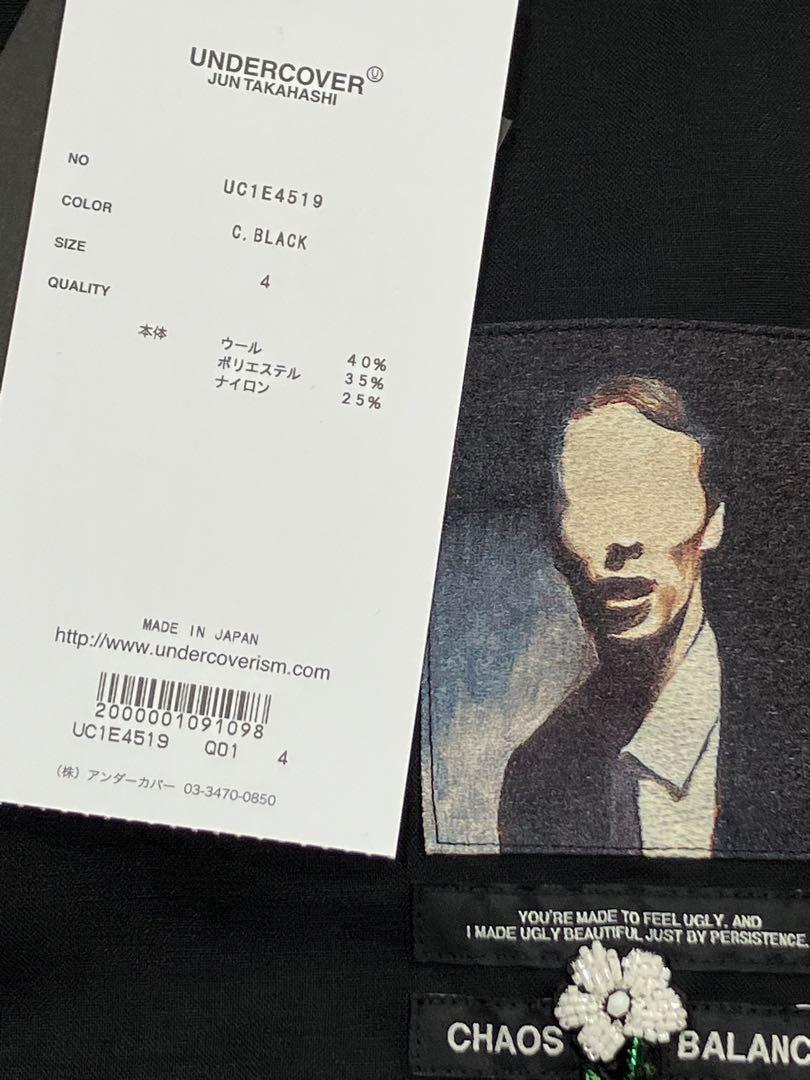 UNDERCOVER Ⓤ
JUN TAKAHASHI
NO UC1E4519
COLOR C.BLACK
SIZE 4
QUALITY
本体 ウール 40%
ポリエステル 35%
ナイロン 25%
MADE IN JAPAN
http://www.undercoverism.com
2000001091098
UC1E4519 QD1 4
(株) アンダーカバー 03-3470-0850
YOU'RE MADE TO FEEL UGLY, AND
I MADE UGLY BEAUTIFUL JUST BY PERSISTENCE.
CHAOS BALANC